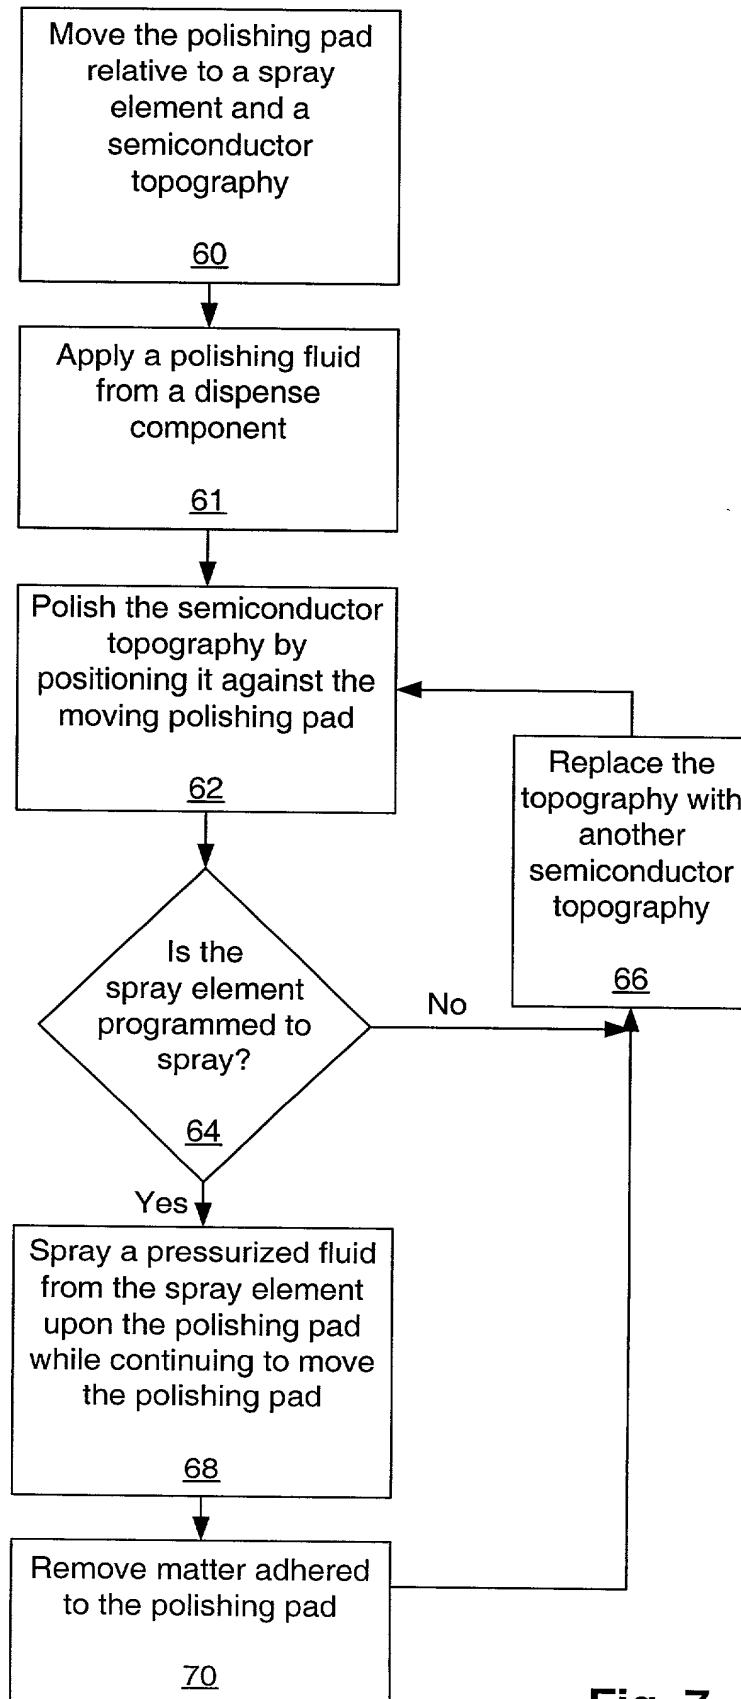 Move the polishing pad
relative to a spray
element and a
semiconductor
topography
60
Apply a polishing fluid
from a dispense
component
61
Polish the semiconductor
topography by
positioning it against the
moving polishing pad
62
Replace the
topography with
another
semiconductor
topography
66
Is the
spray element
programmed to
spray?
64
No
Yes
Spray a pressurized fluid
from the spray element
upon the polishing pad
while continuing to move
the polishing pad
68
Remove matter adhered
to the polishing pad
70
Fig. 7